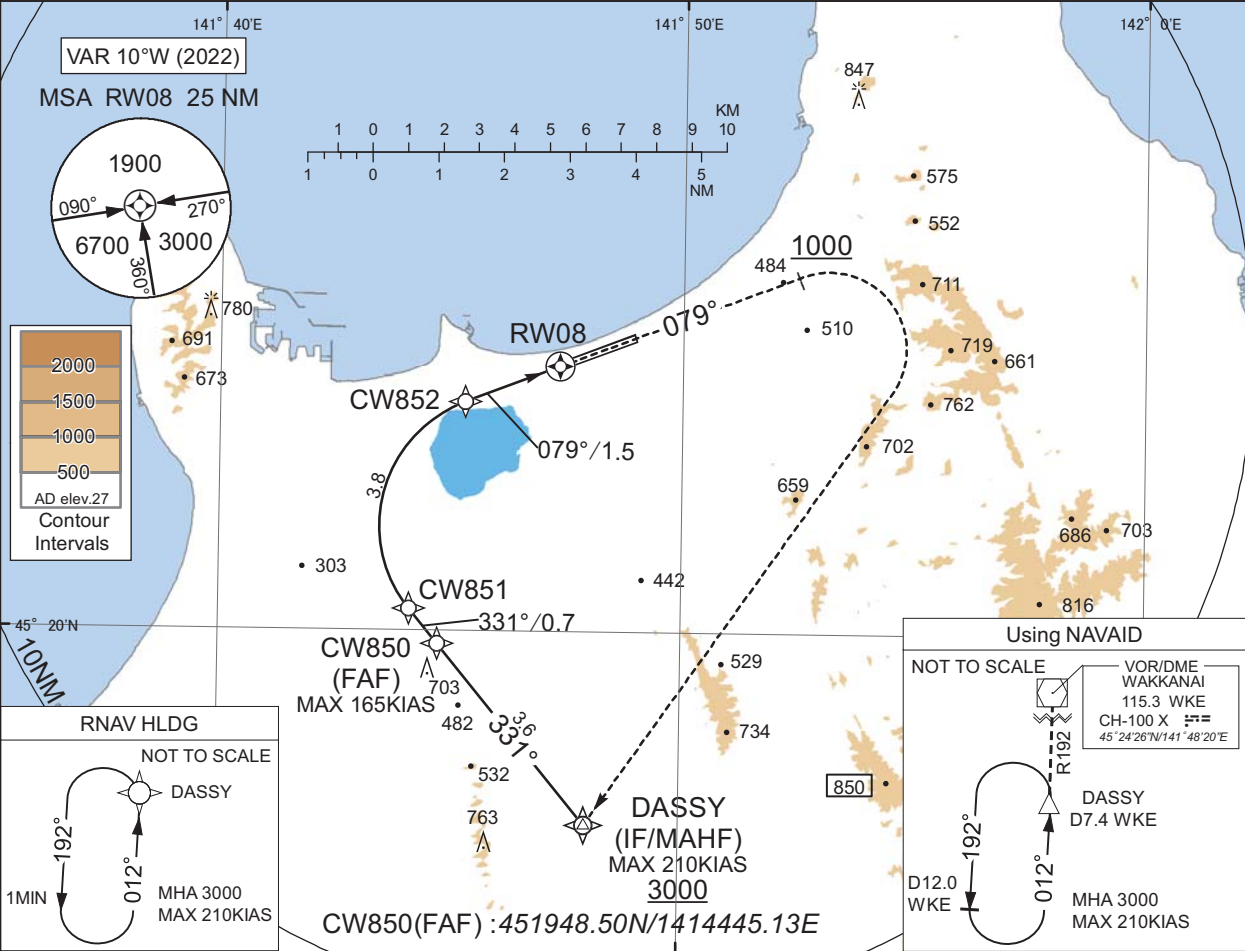 141° 40'E
141° 50'E
142° 0'E
VAR 10°W (2022)
MSA RW08 25 NM
1900
090°
270°
6700
3000
360°
KM
1 0 1 2 3 4 5 6 7 8 9 10
1 0 1 2 3 4 5
NM
847
575
552
1000
484
711
780
691
673
RW08
079°
510
719
661
762
702
2000
1500
1000
500
AD elev.27
Contour
Intervals
CW852
079°/1.5
3.8
659
686
703
303
442
816
CW851
331°/0.7
45° 20'N
10NM
CW850
(FAF)
MAX 165KIAS
703
482
529
734
3.6
331°
532
763
850
DASSY
(IF/MAHF)
MAX 210KIAS
3000
CW850(FAF) :451948.50N/1414445.13E
RNAV HLDG
NOT TO SCALE
DASSY
192°
012°
1MIN
MHA 3000
MAX 210KIAS
Using NAVAID
NOT TO SCALE
VOR/DME
WAKKANAI
115.3 WKE
CH-100 X
45°24'26"N/141°48'20"E
R192
DASSY
D7.4 WKE
192°
012°
D12.0
WKE
MHA 3000
MAX 210KIAS